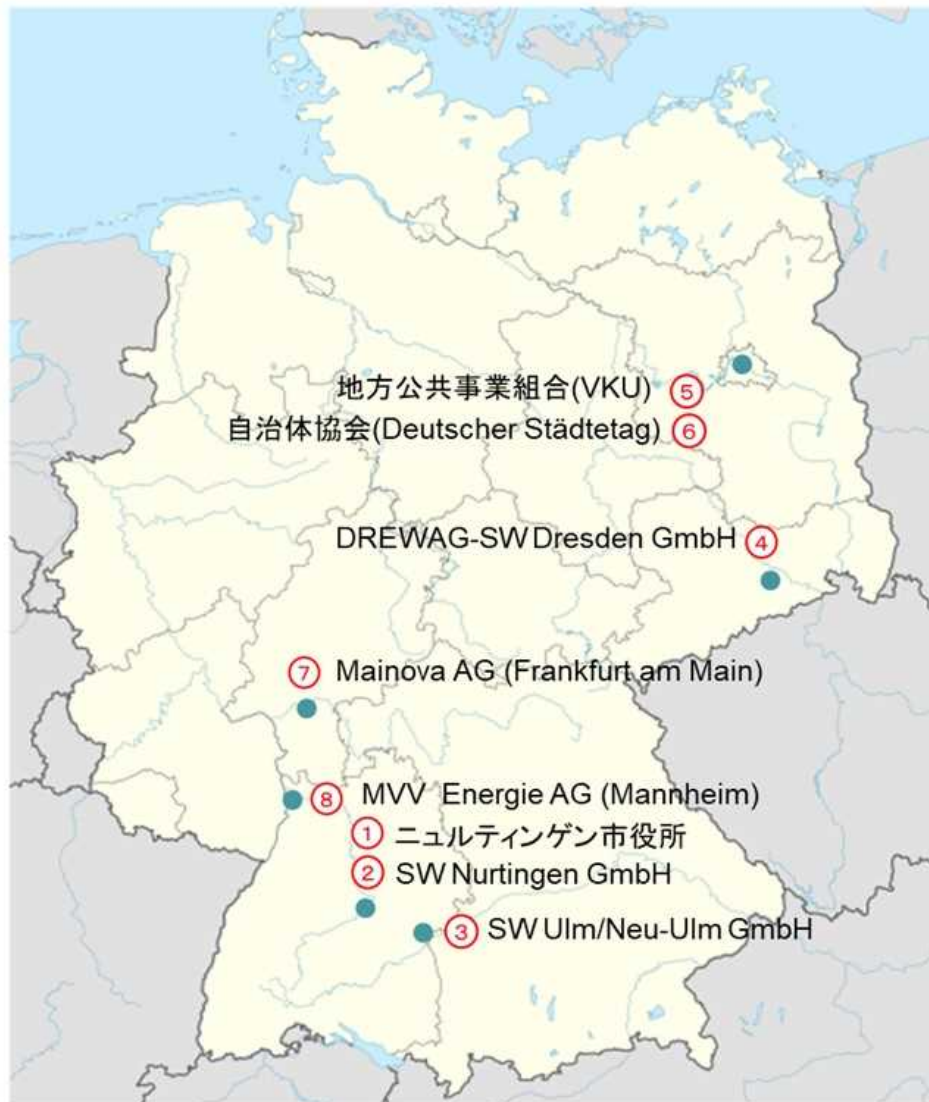 地方公共事業組合(VKU) ⑤
自治体協会(Deutscher Städtetag) ⑥
DREWAG-SW Dresden GmbH ④
⑦ Mainova AG (Frankfurt am Main)
⑧ MVV Energie AG (Mannheim)
① ニュルティンゲン市役所
② SW Nurtingen GmbH
③ SW Ulm/Neu-Ulm GmbH